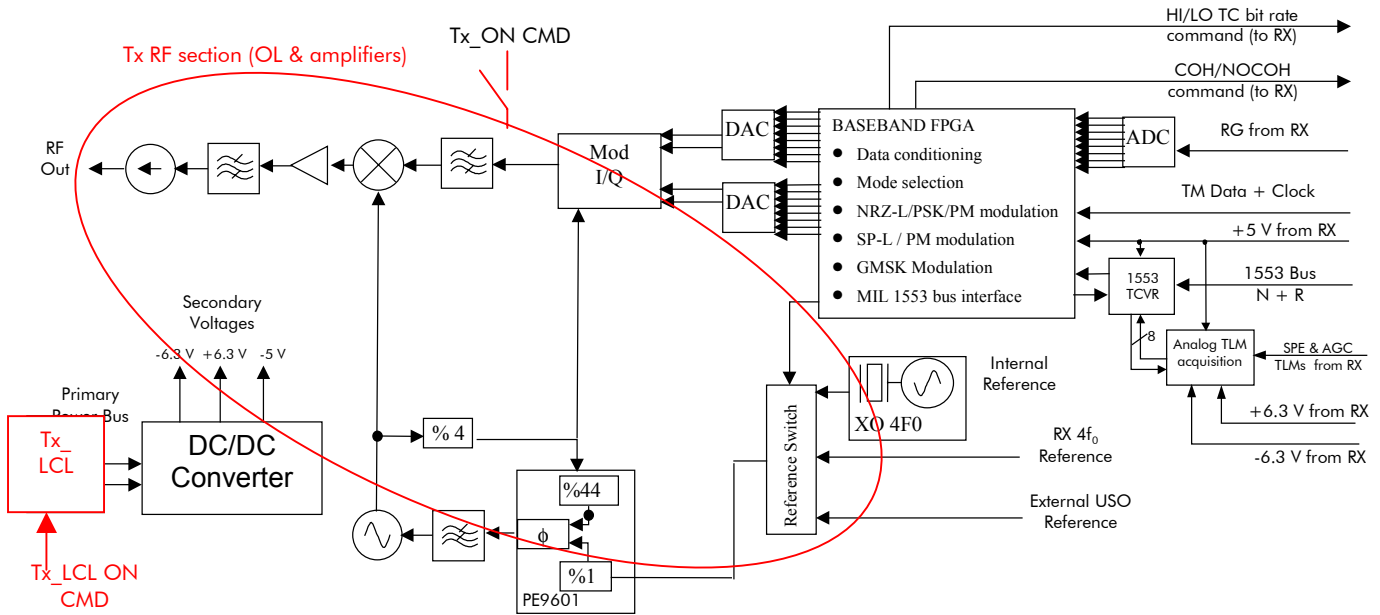 HI/LO TC bit rate
command (to RX)
Tx_ON CMD
Tx RF section (OL & amplifiers)
COH/NOCOH
command (to RX)
DAC
BASEBAND FPGA
ADC
RG from RX
RF
Out
Mod
I/Q
● Data conditioning
● Mode selection
DAC
● NRZ-L/PSK/PM modulation
TM Data + Clock
● SP-L / PM modulation
+5 V from RX
● GMSK Modulation
● MIL 1553 bus interface
1553
TCVR
1553 Bus
N + R
8
Analog TLM
acquisition
SPE & AGC
TLMs from RX
Secondary
Voltages
-6.3 V +6.3 V -5 V
Internal
Reference
XO 4F0
+6.3 V from RX
-6.3 V from RX
Primary
Power Bus
Tx_
LCL
DC/DC
Converter
% 4
Reference Switch
RX 4f₀
Reference
External USO
Reference
%44
ϕ
%1
PE9601
Tx_LCL ON
CMD